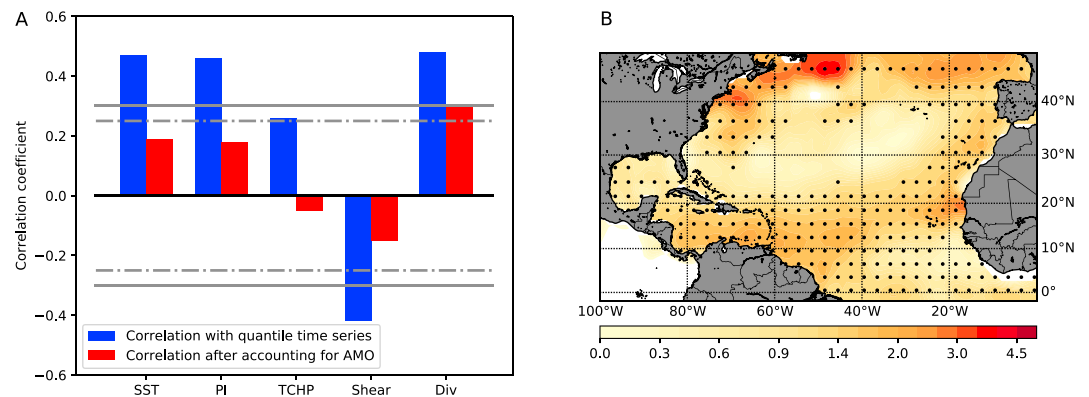 A
0.6
0.4
0.2
0.0
−0.2
−0.4
−0.6
Correlation coefficient
Correlation with quantile time series
Correlation after accounting for AMO
SST PI TCHP Shear Div
B
40°N
30°N
20°N
10°N
0°
100°W 80°W 60°W 40°W 20°W
0.0 0.3 0.6 0.9 1.4 2.0 3.0 4.5